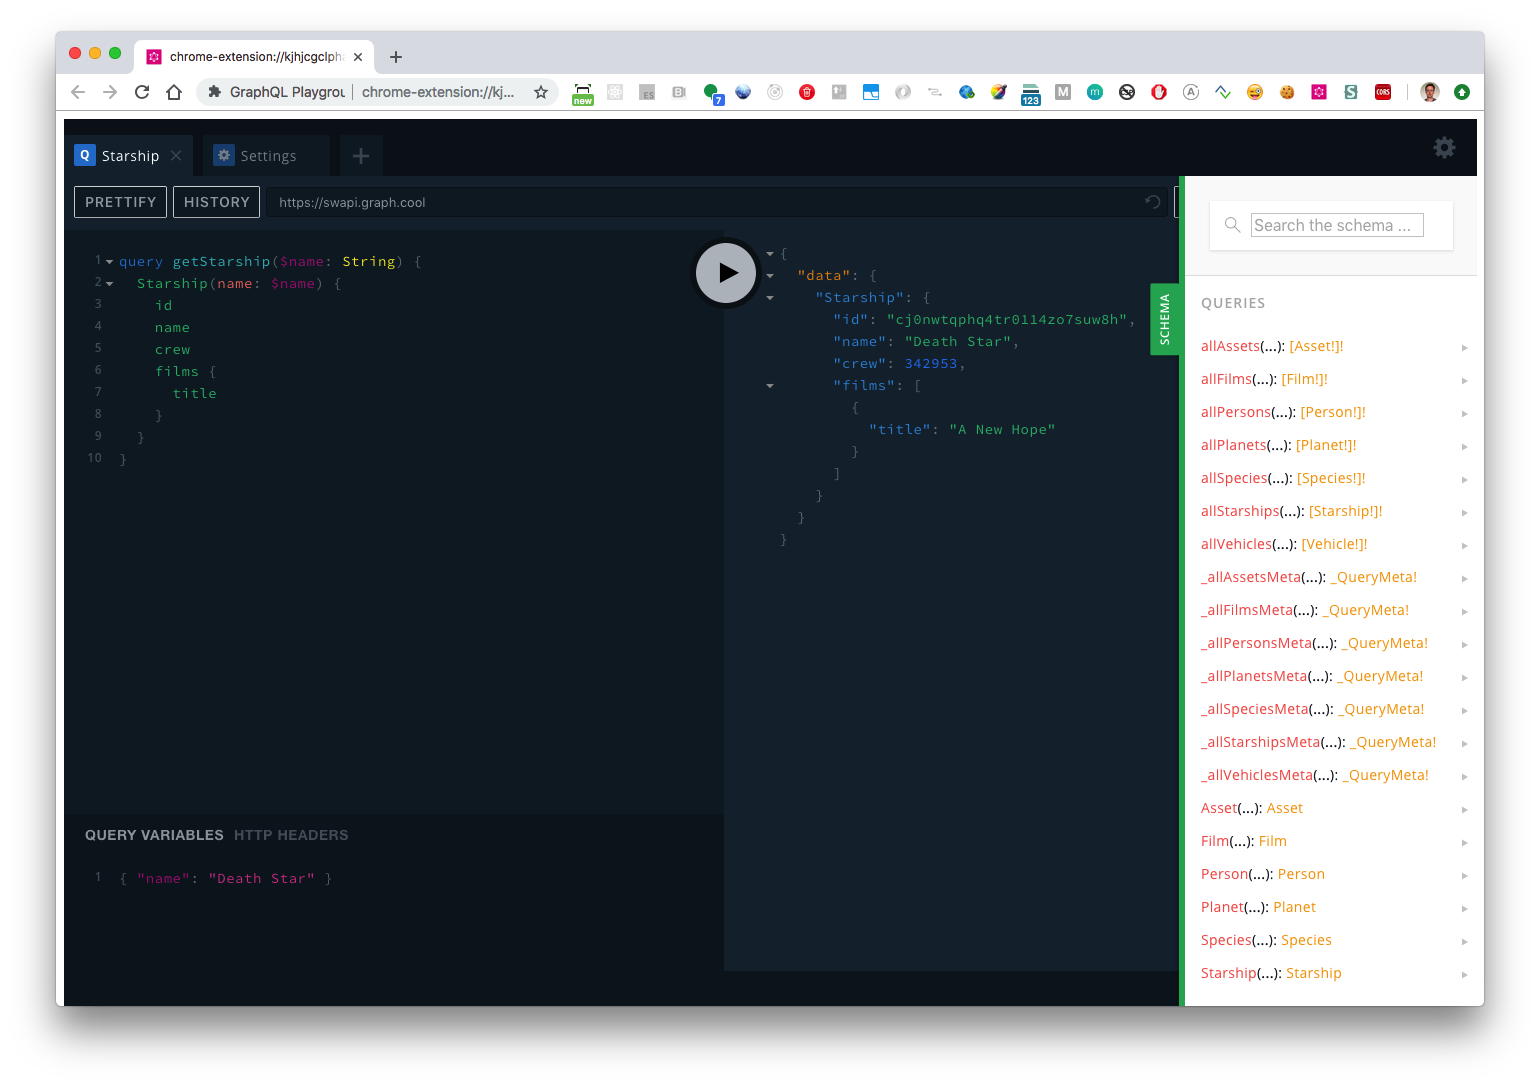 chrome-extension://kjhjcgclph
GraphQL Playgrou
chrome-extension://kj...
new
ES
B
7
123
M
m
A
S
CORS
Q Starship
Settings
PRETTIFY
HISTORY
https://swapi.graph.cool
1 query getStarship($name: String) {
2 Starship(name: $name) {
3 id
4 name
5 crew
6 films {
7 title
8 }
9 }
10 }
QUERY VARIABLES HTTP HEADERS
1 { "name": "Death Star" }
{
"data": {
"Starship": {
"id": "cj0nwtqphq4tr0114zo7suw8h",
"name": "Death Star",
"crew": 342953,
"films": [
{
"title": "A New Hope"
}
]
}
}
}
SCHEMA
Search the schema ...
QUERIES
allAssets(...): [Asset!]!
allFilms(...): [Film!]!
allPersons(...): [Person!]!
allPlanets(...): [Planet!]!
allSpecies(...): [Species!]!
allStarships(...): [Starship!]!
allVehicles(...): [Vehicle!]!
_allAssetsMeta(...): _QueryMeta!
_allFilmsMeta(...): _QueryMeta!
_allPersonsMeta(...): _QueryMeta!
_allPlanetsMeta(...): _QueryMeta!
_allSpeciesMeta(...): _QueryMeta!
_allStarshipsMeta(...): _QueryMeta!
_allVehiclesMeta(...): _QueryMeta!
Asset(...): Asset
Film(...): Film
Person(...): Person
Planet(...): Planet
Species(...): Species
Starship(...): Starship